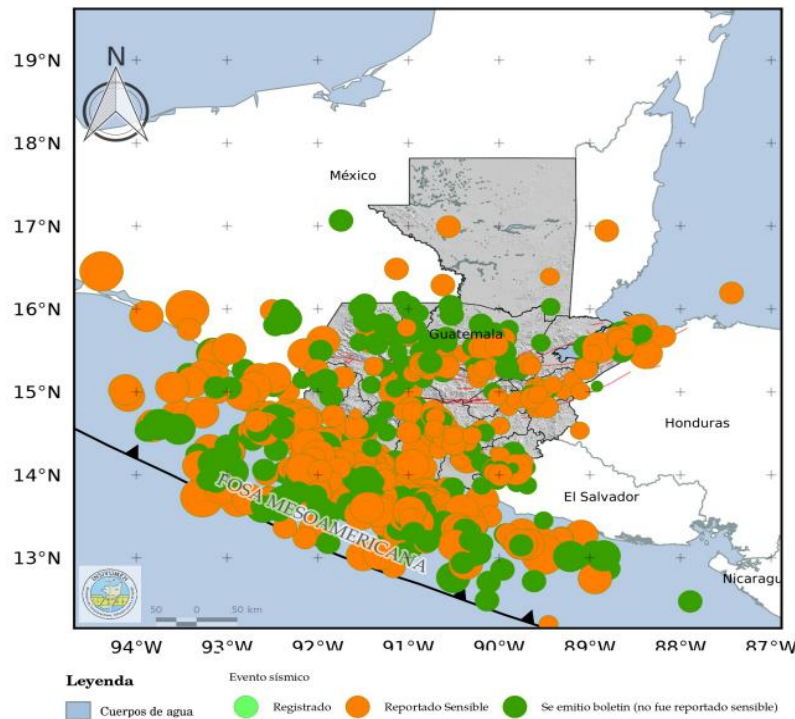 N
19°N
18°N
México
17°N
16°N
Guatemala
15°N
Honduras
14°N
El Salvador
FOSA MESOAMERICANA
13°N
Nicaragu
INSIVUMEH
50 0 50 km
94°W 93°W 92°W 91°W 90°W 89°W 88°W 87°W
Leyenda
Evento sísmico
Cuerpos de agua
Registrado
Reportado Sensible
Se emitio boletin (no fue reportado sensible)